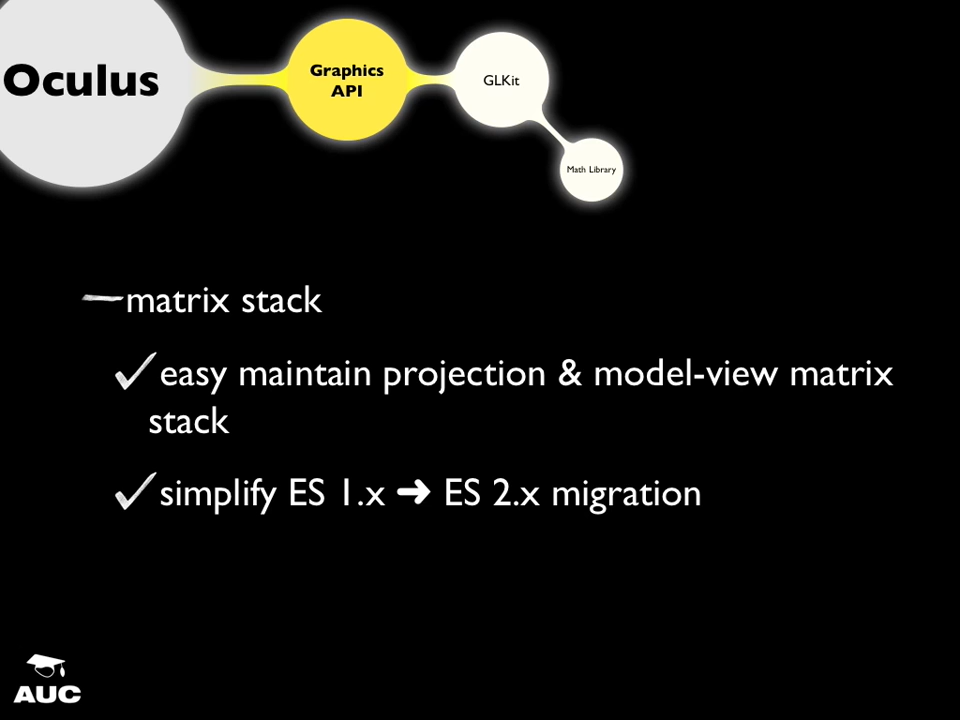 Oculus
Graphics
API
GLKit
Math Library
matrix stack
easy maintain projection & model-view matrix
stack
simplify ES 1.x ➜ ES 2.x migration
AUC